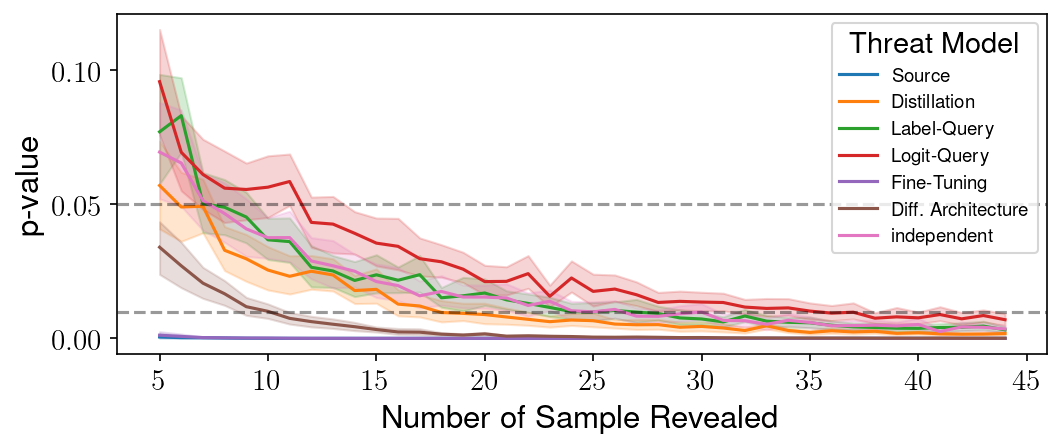 Threat Model
Source
Distillation
Label-Query
Logit-Query
Fine-Tuning
Diff. Architecture
independent
p-value
0.10
0.05
0.00
5
10
15
20
25
30
35
40
45
Number of Sample Revealed